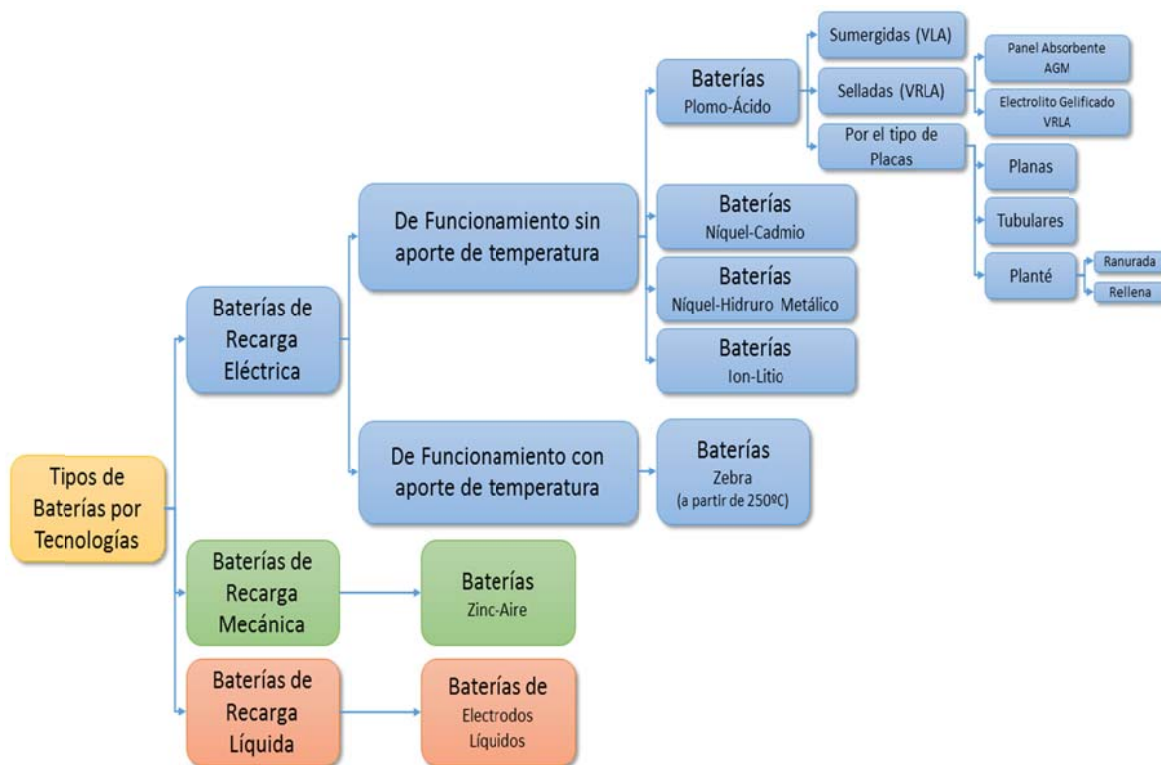 Tipos de
Baterías por
Tecnologías
Baterías de
Recarga
Eléctrica
De Funcionamiento sin
aporte de temperatura
Baterías
Plomo-Ácido
Sumergidas (VLA)
Selladas (VRLA)
Panel Absorbente
AGM
Electrolito Gelificado
VRLA
Por el tipo de
Placas
Planas
Tubulares
Planté
Ranurada
Rellena
Baterías
Níquel-Cadmio
Baterías
Níquel-Hidruro Metálico
Baterías
Ion-Litio
De Funcionamiento con
aporte de temperatura
Baterías
Zebra
(a partir de 250ºC)
Baterías de
Recarga
Mecánica
Baterías
Zinc-Aire
Baterías de
Recarga
Líquida
Baterías de
Electrodos
Líquidos